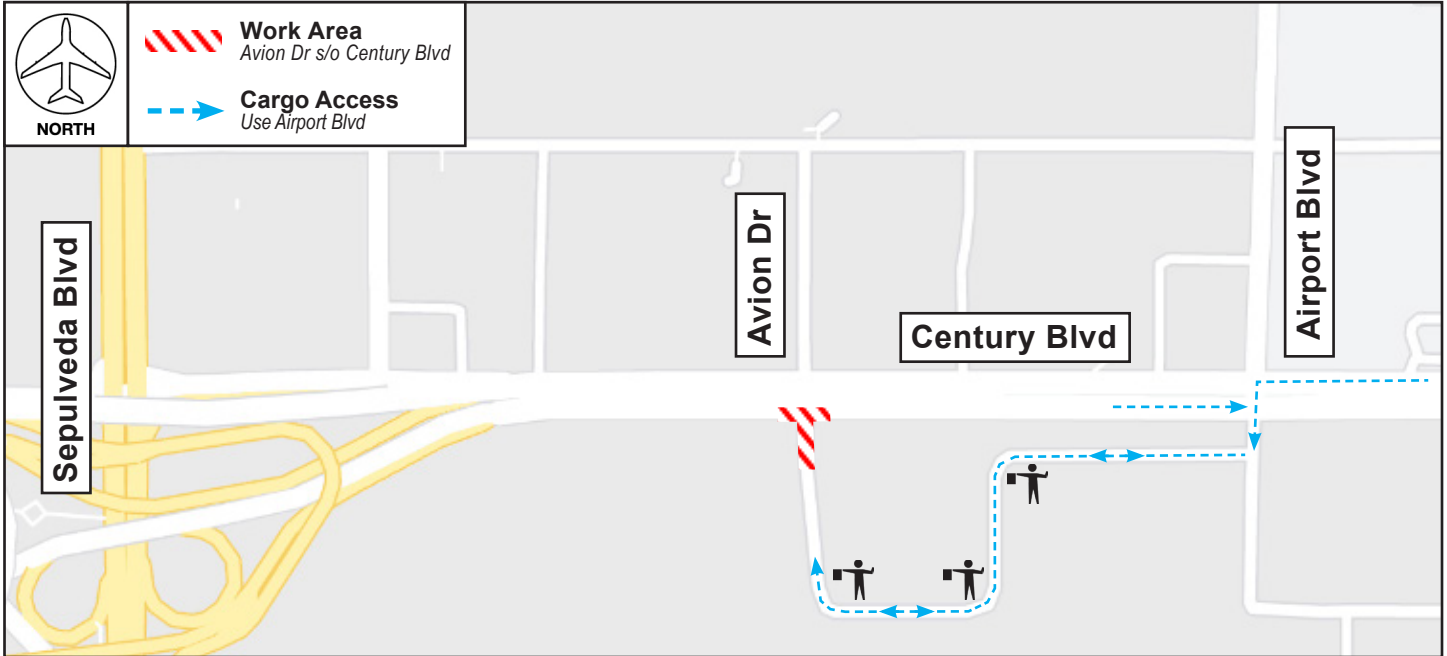 NORTH
Work Area
Avion Dr s/o Century Blvd
Cargo Access
Use Airport Blvd
Sepulveda Blvd
Avion Dr
Century Blvd
Airport Blvd